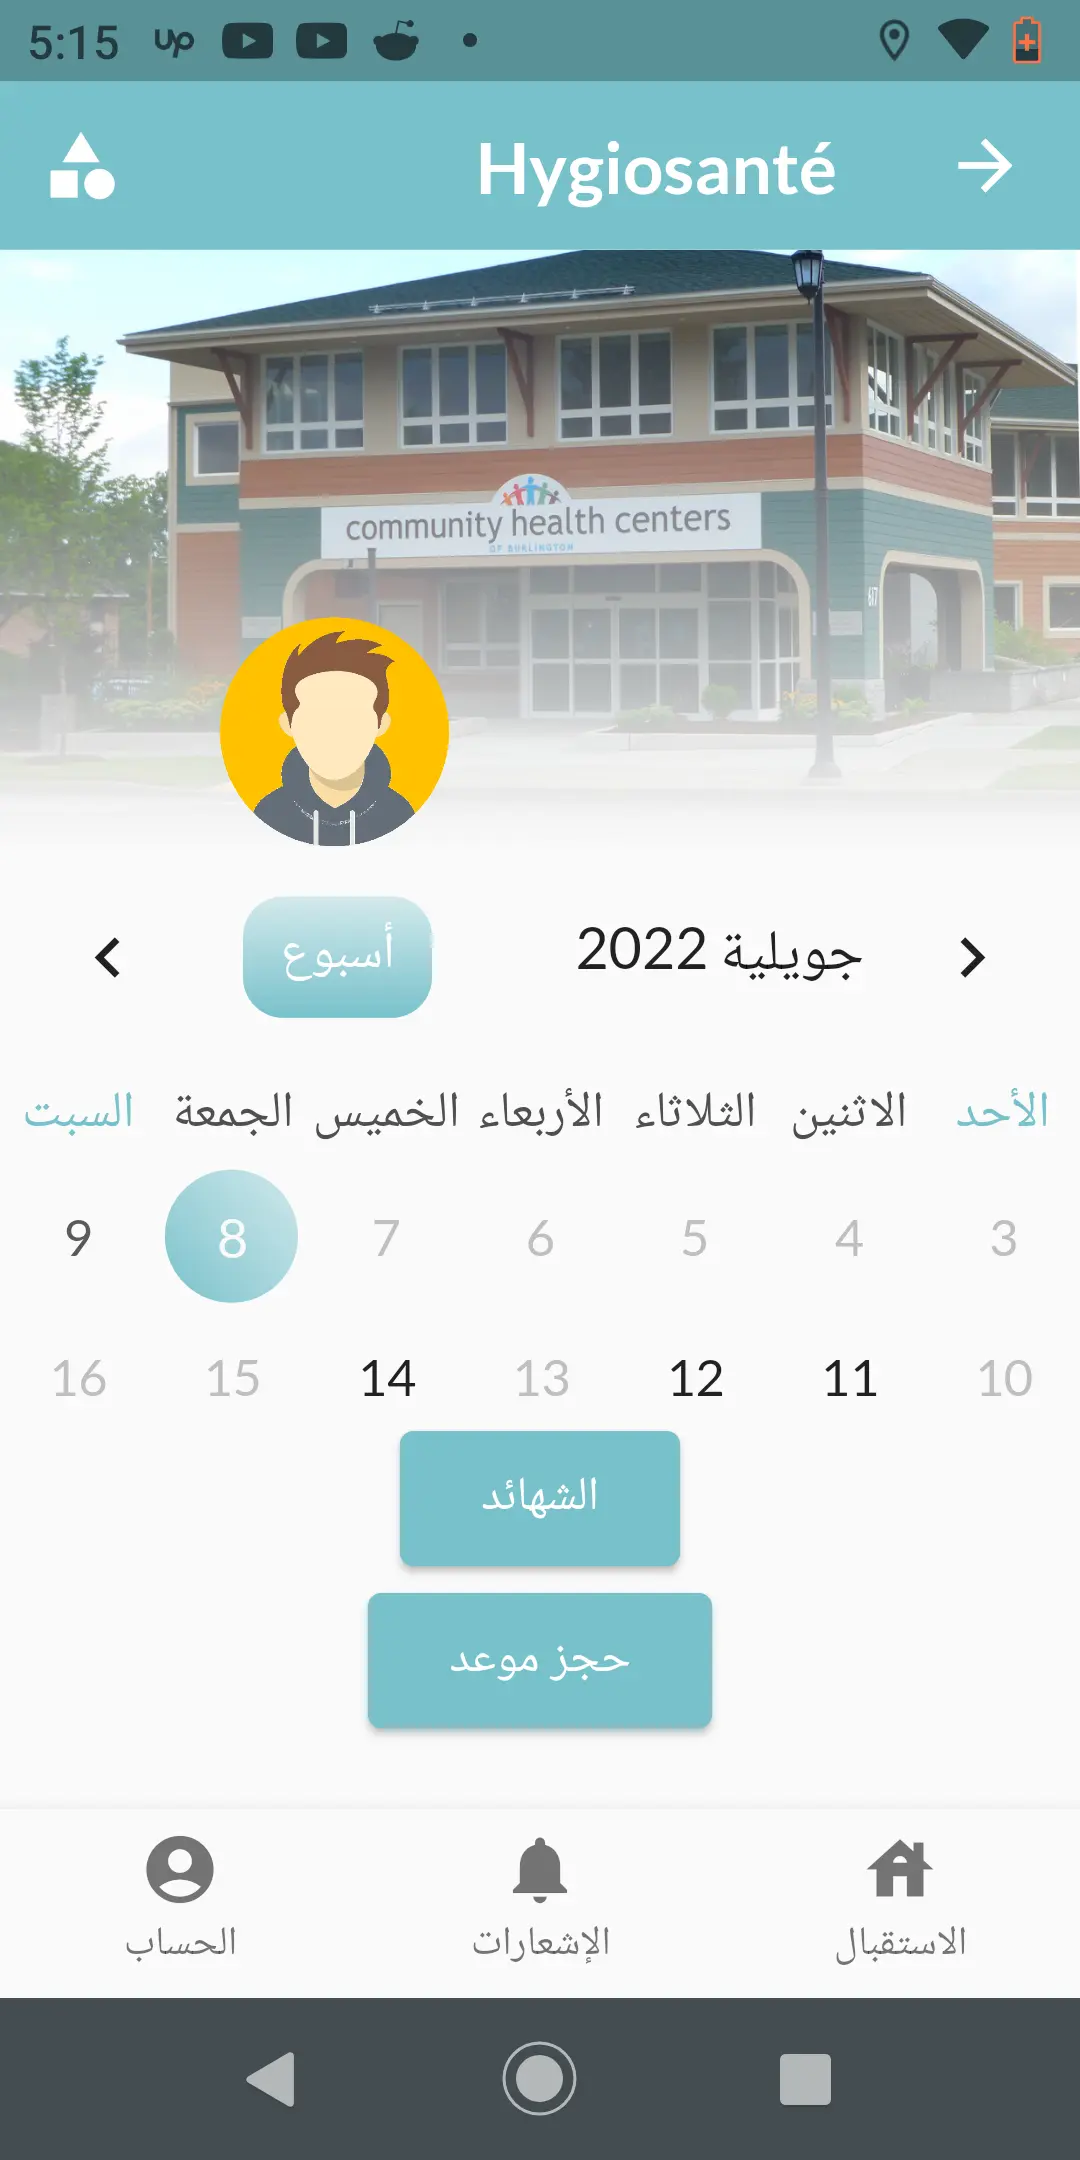 5:15
Hygiosanté
community health centers
OF BURLINGTON
617
جويلية 2022
أسبوع
الأحد الاثنين الثلاثاء الأربعاء الخميس الجمعة السبت
3 4 5 6 7 8 9
10 11 12 13 14 15 16
الشهائد
حجز موعد
الاستقبال الإشعارات الحساب